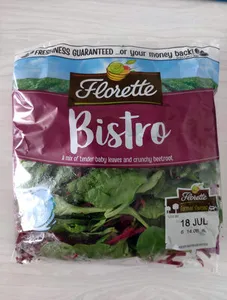 FRESHNESS GUARANTEED ...or your money back!
Florette
Bistro
A mix of tender baby leaves and crunchy beetroot.
Florette
18 JUL